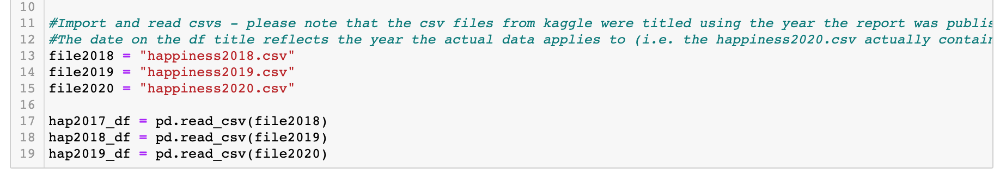 10
11 #Import and read csvs – please note that the csv files from kaggle were titled using the year the report was
12 #The date on the df title reflects the year the actual data applies to (i.e. the happiness2020.csv actually
13 file2018 = "happiness2018.csv"
14 file2019 = "happiness2019.csv"
15 file2020 = "happiness2020.csv"
16
17 hap2017_df = pd.read_csv(file2018)
18 hap2018_df = pd.read_csv(file2019)
19 hap2019_df = pd.read_csv(file2020)